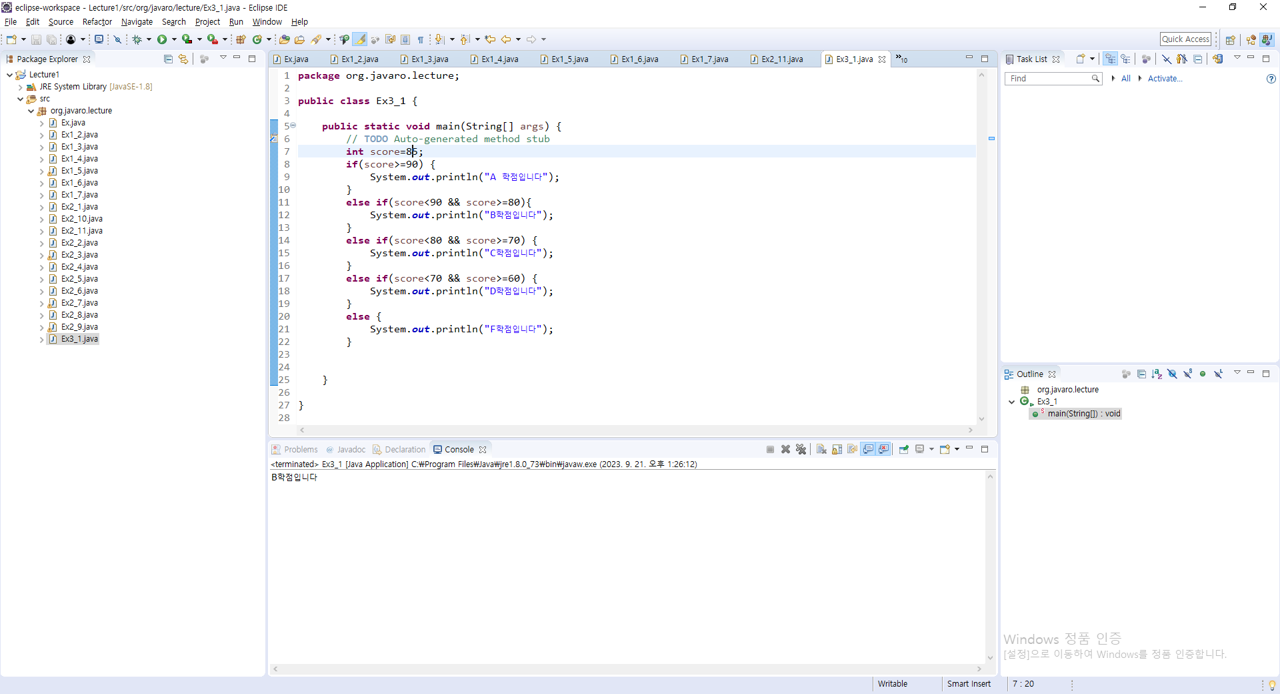 eclipse-workspace - Lecture1/src/org/javaro/lecture/Ex3_1.java - Eclipse IDE
File Edit Source Refactor Navigate Search Project Run Window Help
Quick Access
Package Explorer
Lecture1
JRE System Library [JavaSE-1.8]
src
org.javaro.lecture
Ex.java
Ex1_2.java
Ex1_3.java
Ex1_4.java
Ex1_5.java
Ex1_6.java
Ex1_7.java
Ex2_1.java
Ex2_10.java
Ex2_11.java
Ex2_2.java
Ex2_3.java
Ex2_4.java
Ex2_5.java
Ex2_6.java
Ex2_7.java
Ex2_8.java
Ex2_9.java
Ex3_1.java
Ex.java Ex1_2.java Ex1_3.java Ex1_4.java Ex1_5.java Ex1_6.java Ex1_7.java Ex2_11.java Ex3_1.java »10
1 package org.javaro.lecture;
2
3 public class Ex3_1 {
4
5 public static void main(String[] args) {
6 // TODO Auto-generated method stub
7 int score=85;
8 if(score>=90) {
9 System.out.println("A 학점입니다");
10 }
11 else if(score<90 && score>=80){
12 System.out.println("B학점입니다");
13 }
14 else if(score<80 && score>=70) {
15 System.out.println("C학점입니다");
16 }
17 else if(score<70 && score>=60) {
18 System.out.println("D학점입니다");
19 }
20 else {
21 System.out.println("F학점입니다");
22 }
23
24
25 }
26
27 }
28
Problems Javadoc Declaration Console
<terminated> Ex3_1 [Java Application] C:₩Program Files₩Java₩jre1.8.0_73₩bin₩javaw.exe (2023. 9. 21. 오후 1:26:12)
B학점입니다
Task List
Find All Activate...
Outline
org.javaro.lecture
Ex3_1
main(String[]) : void
Windows 정품 인증
[설정]으로 이동하여 Windows를 정품 인증합니다.
Writable Smart Insert 7 : 20